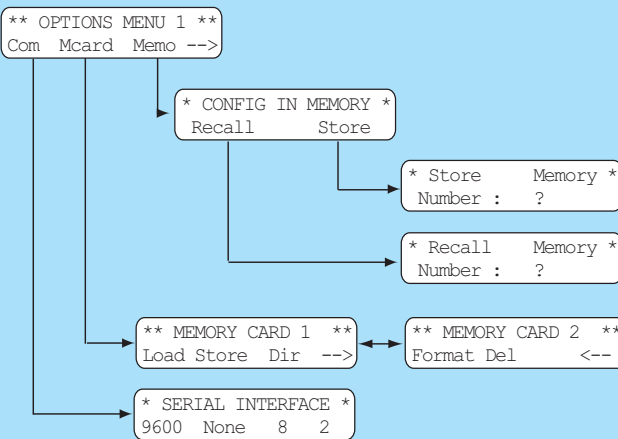 ** OPTIONS MENU 1 **
Com Mcard Memo -->
* CONFIG IN MEMORY *
Recall Store
* Store Memory *
Number : ?
* Recall Memory *
Number : ?
** MEMORY CARD 1 **
Load Store Dir -->
** MEMORY CARD 2 **
Format Del <--
* SERIAL INTERFACE *
9600 None 8 2